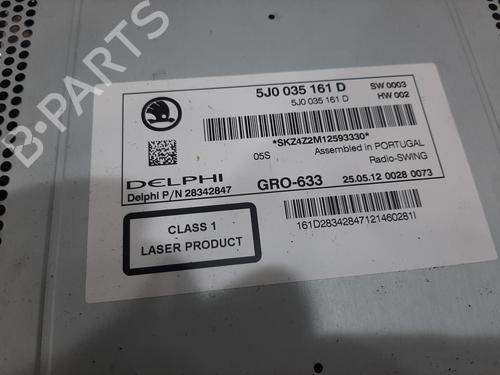 5J0 035 161 D
SW 0003
5J0 035 161 D
HW 002
*SKZ4Z2M12593330*
05S
Assembled in PORTUGAL
Radio-SWING
DELPHI
GRO-633
25.05.12 0028 0073
Delphi P/N 28342847
CLASS 1
LASER PRODUCT
161D28342847121460281I
B-PARTS